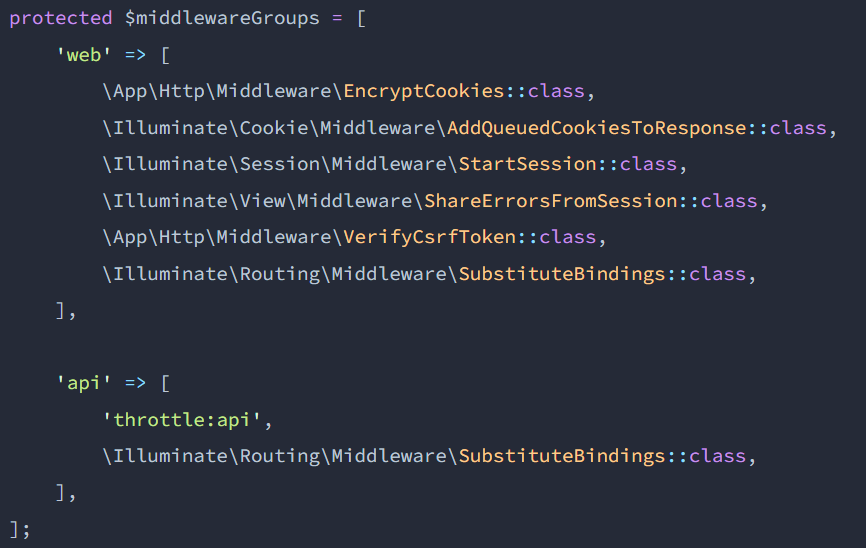 protected $middlewareGroups = [
    'web' => [
        \App\Http\Middleware\EncryptCookies::class,
        \Illuminate\Cookie\Middleware\AddQueuedCookiesToResponse::class,
        \Illuminate\Session\Middleware\StartSession::class,
        \Illuminate\View\Middleware\ShareErrorsFromSession::class,
        \App\Http\Middleware\VerifyCsrfToken::class,
        \Illuminate\Routing\Middleware\SubstituteBindings::class,
    ],

    'api' => [
        'throttle:api',
        \Illuminate\Routing\Middleware\SubstituteBindings::class,
    ],
];